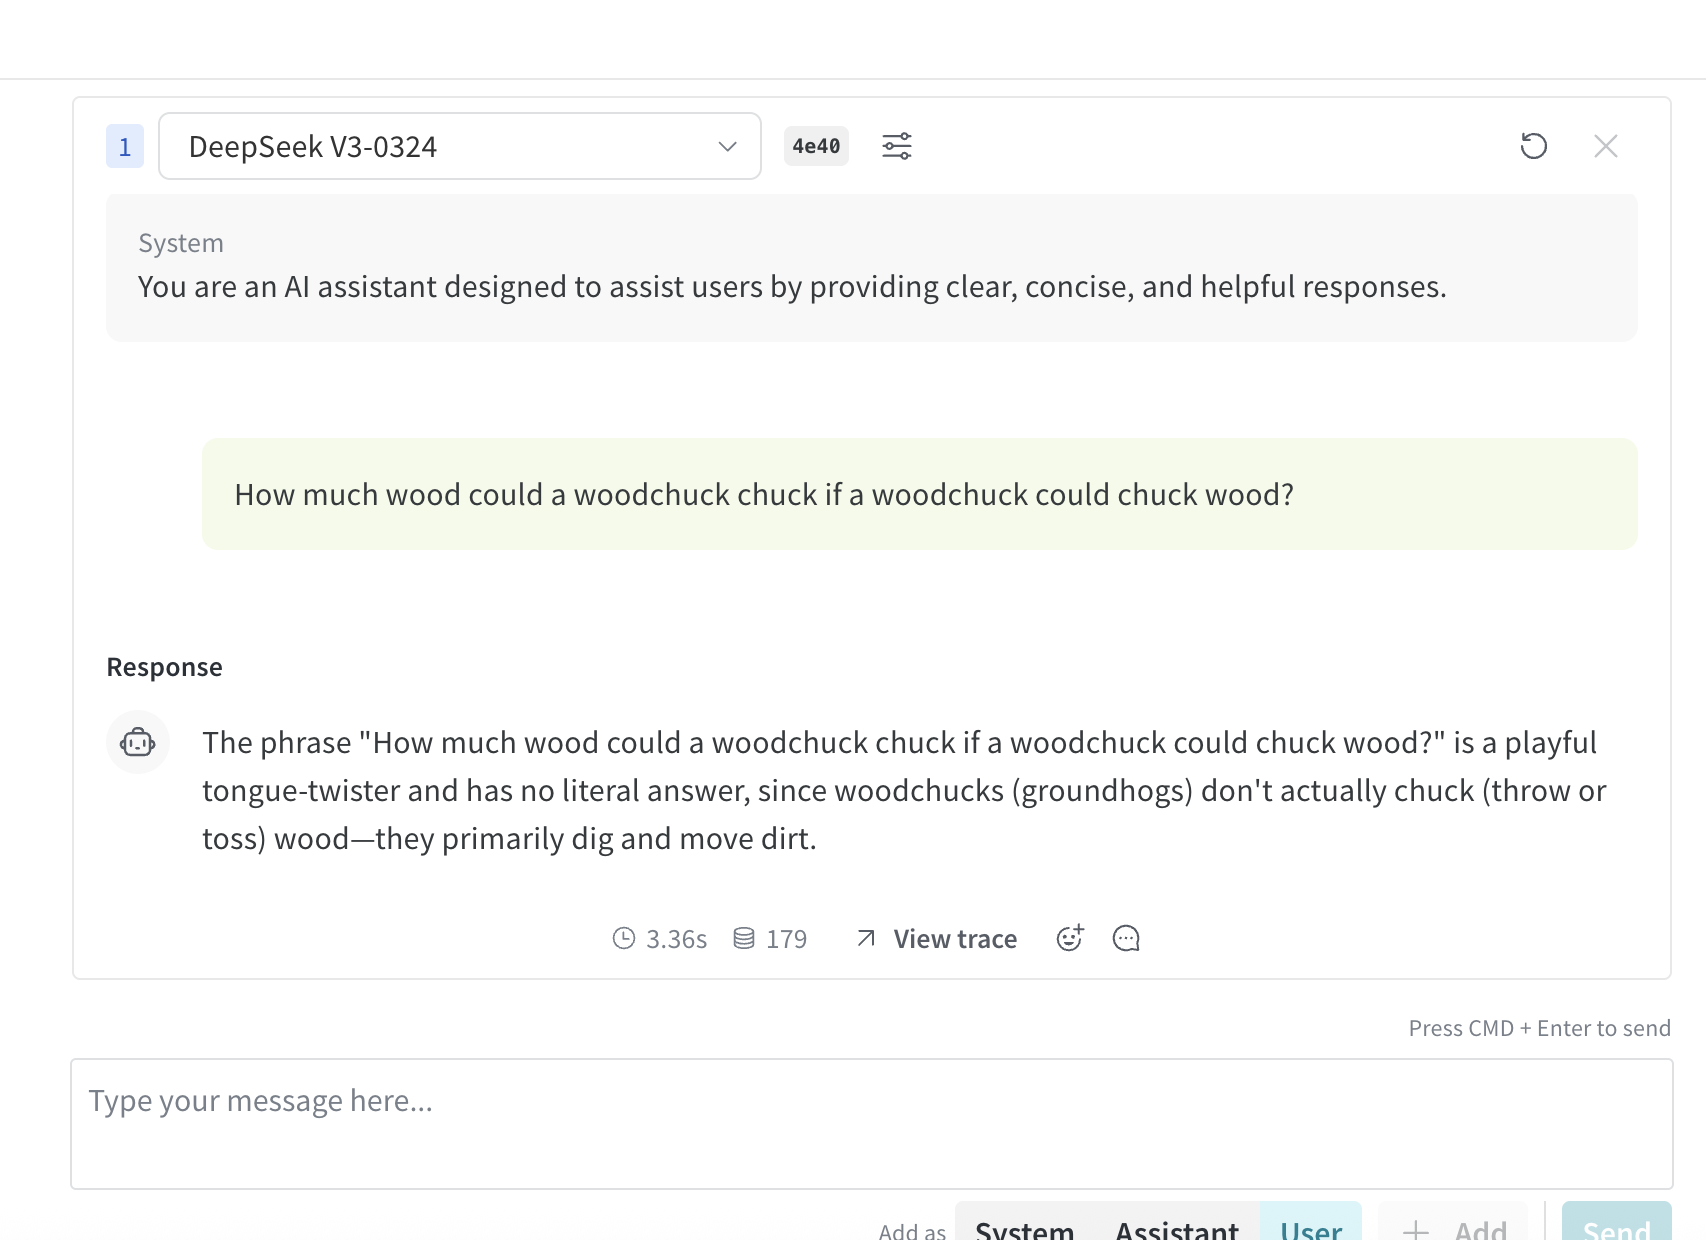 1 DeepSeek V3-0324 4e40
System
You are an AI assistant designed to assist users by providing clear, concise, and helpful responses.
How much wood could a woodchuck chuck if a woodchuck could chuck wood?
Response
The phrase "How much wood could a woodchuck chuck if a woodchuck could chuck wood?" is a playful
tongue-twister and has no literal answer, since woodchucks (groundhogs) don't actually chuck (throw or
toss) wood—they primarily dig and move dirt.
3.36s 179 View trace
Press CMD + Enter to send
Type your message here...
Add as System Assistant User + Add Send